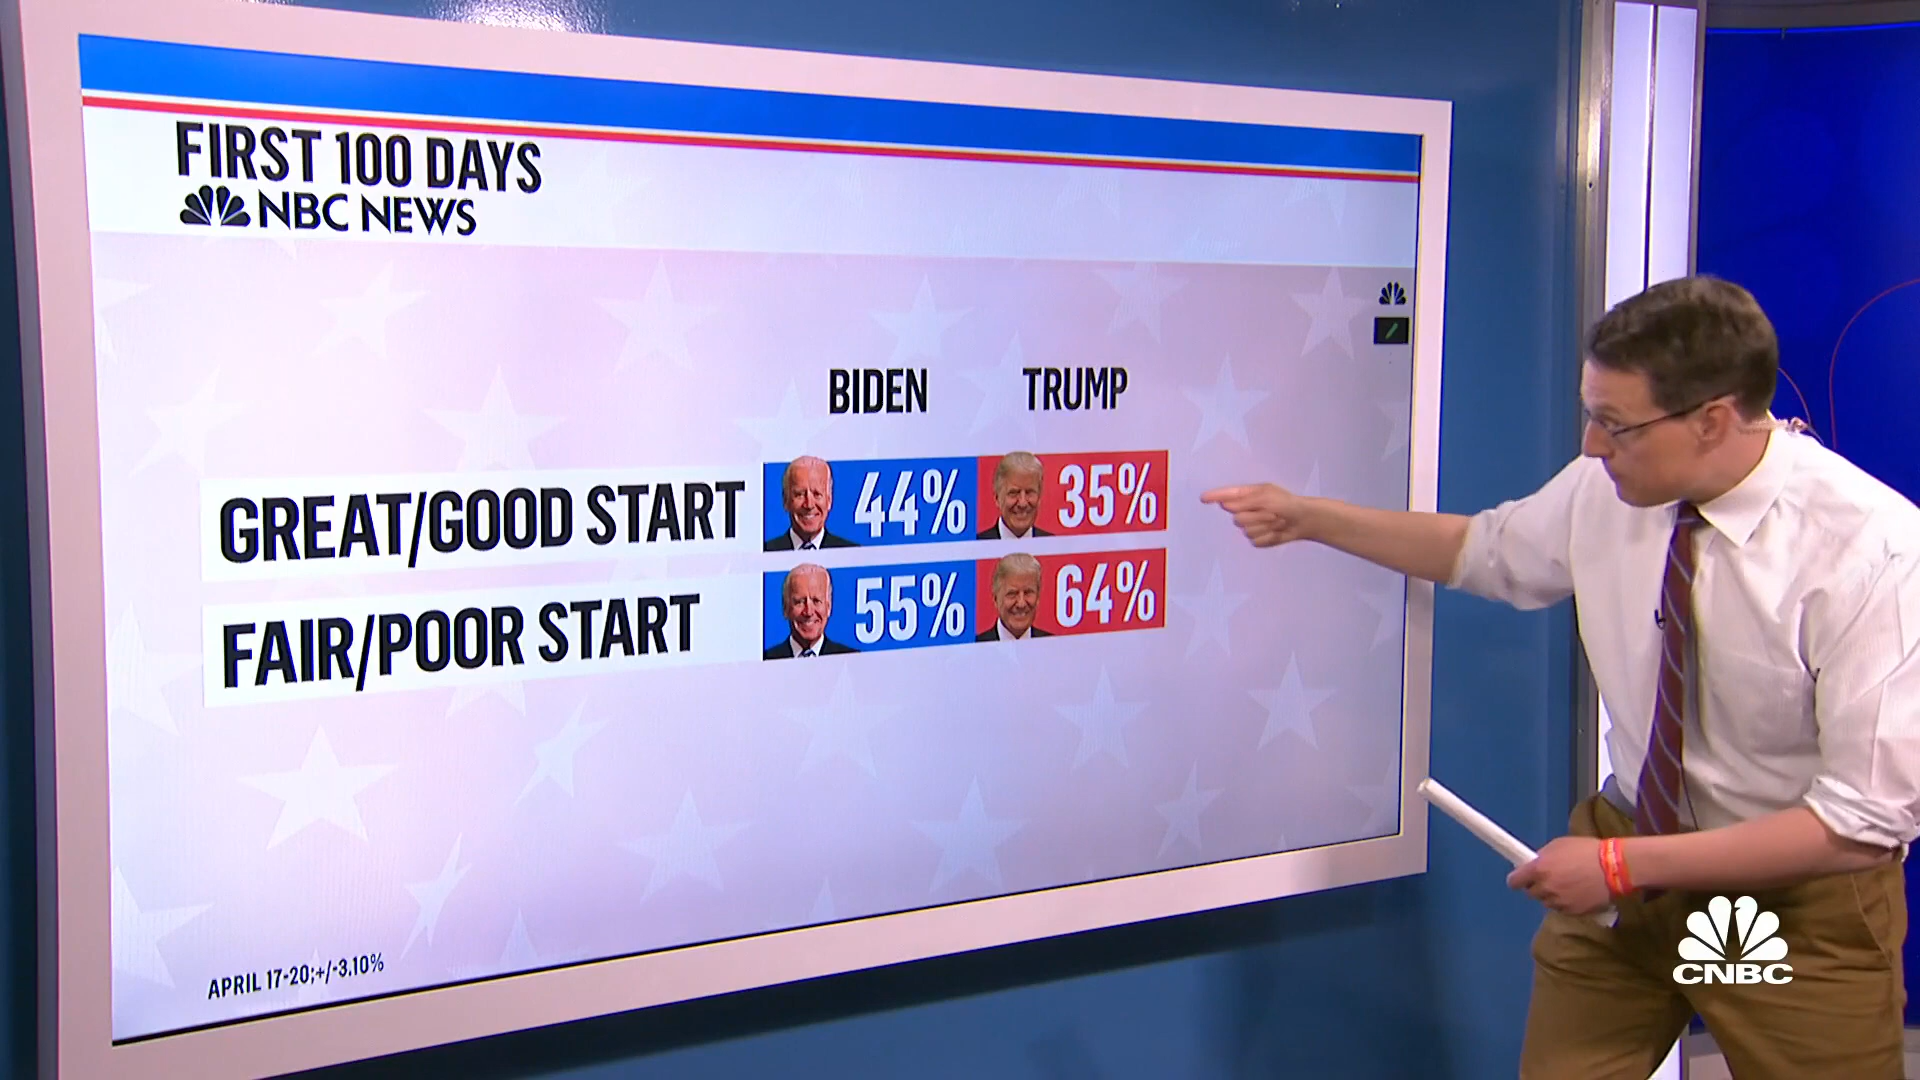 FIRST 100 DAYS
NBC NEWS
BIDEN TRUMP
GREAT/GOOD START 44% 35%
FAIR/POOR START 55% 64%
APRIL 17-20;+/-3.10%
CNBC